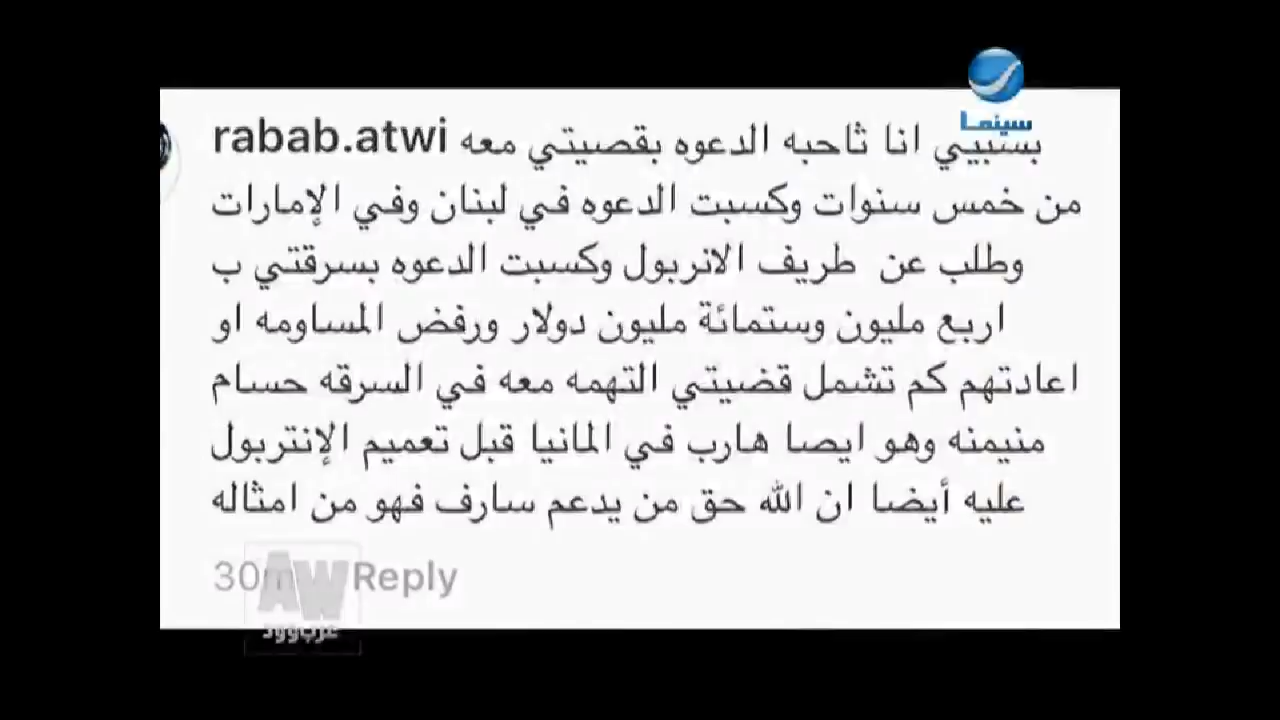 سينما
rabab.atwi بسببي انا ثاحبه الدعوه بقصيتي معه
من خمس سنوات وكسبت الدعوه في لبنان وفي الإمارات
وطلب عن طريف الانربول وكسبت الدعوه بسرقتي ب
اربع مليون وستمائة مليون دولار ورفض المساومه او
اعادتهم كم تشمل قضيتي التهمه معه في السرقه حسام
منيمنه وهو ايصا هارب في المانيا قبل تعميم الإنتربول
عليه أيضا ان الله حق من يدعم سارف فهو من امثاله
30m Reply
AW
عرب وود